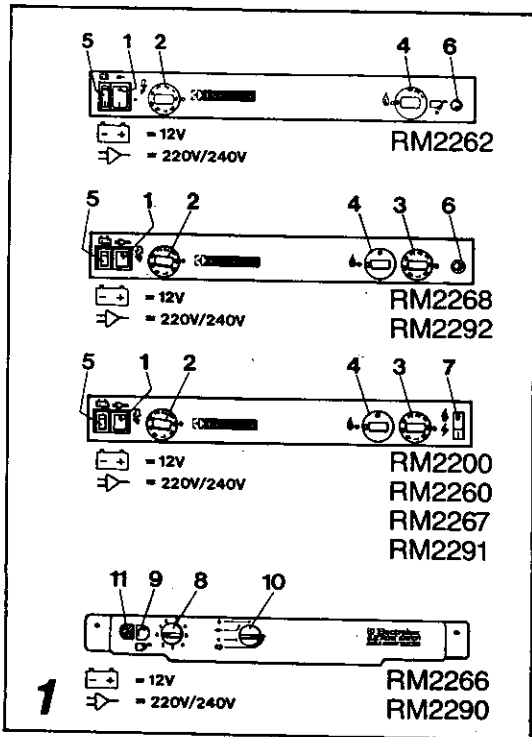 5 1 2 4 6
= 12V
= 220V/240V
RM2262
5 1 2 4 3 6
= 12V
= 220V/240V
RM2268
RM2292
5 1 2 4 3 7
= 12V
= 220V/240V
RM2200
RM2260
RM2267
RM2291
11 9 8 10
Electrolux
= 12V
= 220V/240V
RM2266
RM2290
1